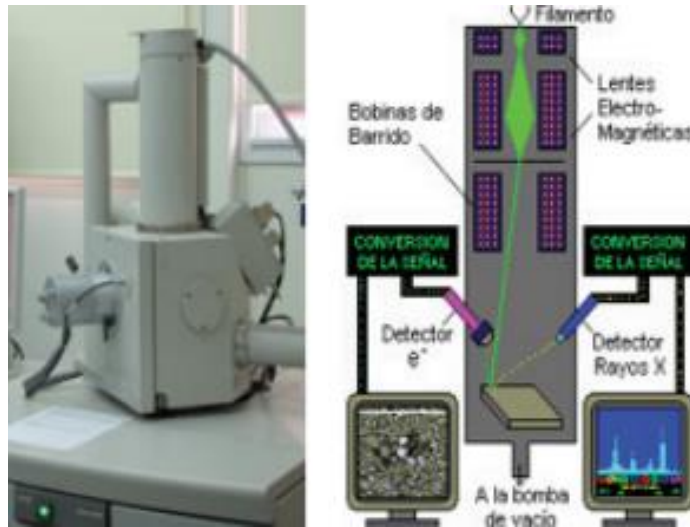 Filamento
Lentes
Electro-
Magnéticas
Bobinas de
Barrido
CONVERSION
DE LA SEÑAL
CONVERSION
DE LA SEÑAL
Detector
e⁻
Detector
Rayos X
A la bomba
de vacío